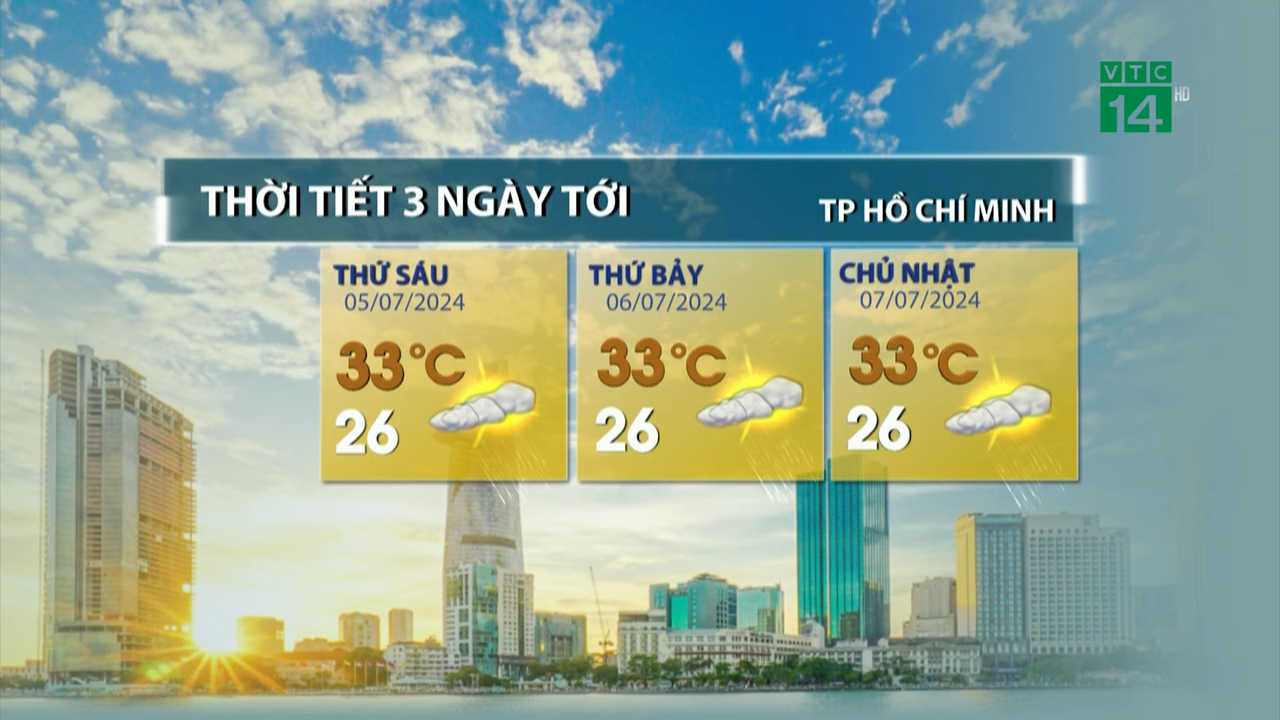 VTC
14 HD
THỜI TIẾT 3 NGÀY TỚI
TP HỒ CHÍ MINH
THỨ SÁU
05/07/2024
33°C
26
THỨ BẢY
06/07/2024
33°C
26
CHỦ NHẬT
07/07/2024
33°C
26